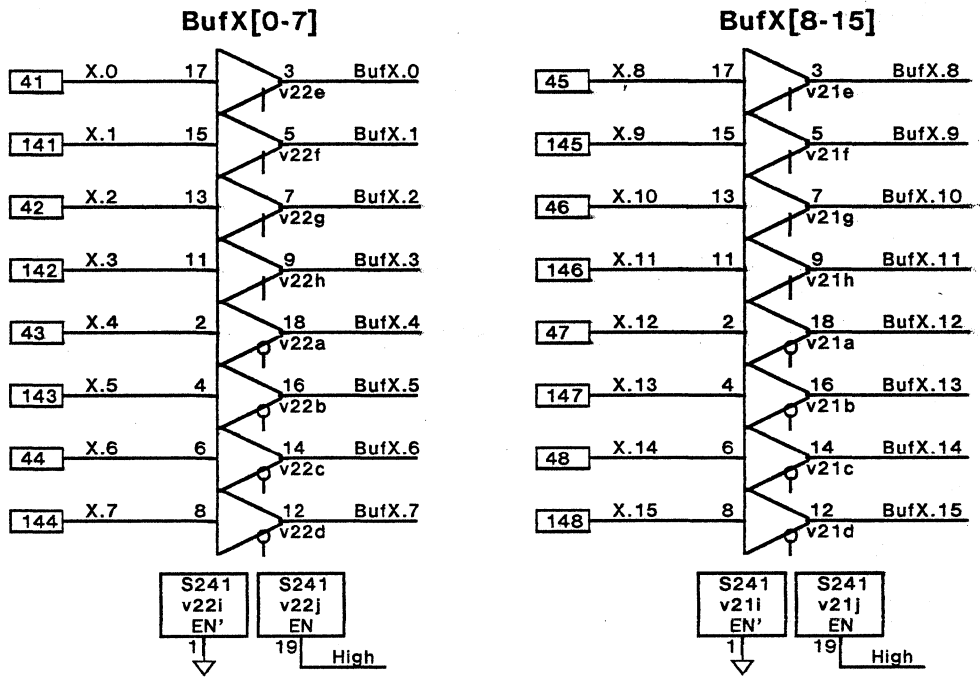 BufX[0-7] BufX[8-15]
41 X.0 17 3 BufX.0 45 X.8 17 3 BufX.8
v22e v21e
141 X.1 15 5 BufX.1 145 X.9 15 5 BufX.9
v22f v21f
42 X.2 13 7 BufX.2 46 X.10 13 7 BufX.10
v22g v21g
142 X.3 11 9 BufX.3 146 X.11 11 9 BufX.11
v22h v21h
43 X.4 2 18 BufX.4 47 X.12 2 18 BufX.12
v22a v21a
143 X.5 4 16 BufX.5 147 X.13 4 16 BufX.13
v22b v21b
44 X.6 6 14 BufX.6 48 X.14 6 14 BufX.14
v22c v21c
144 X.7 8 12 BufX.7 148 X.15 8 12 BufX.15
v22d v21d
S241 S241 S241 S241
v22i v22j v21i v21j
EN' EN EN' EN
1 19 High 1 19 High